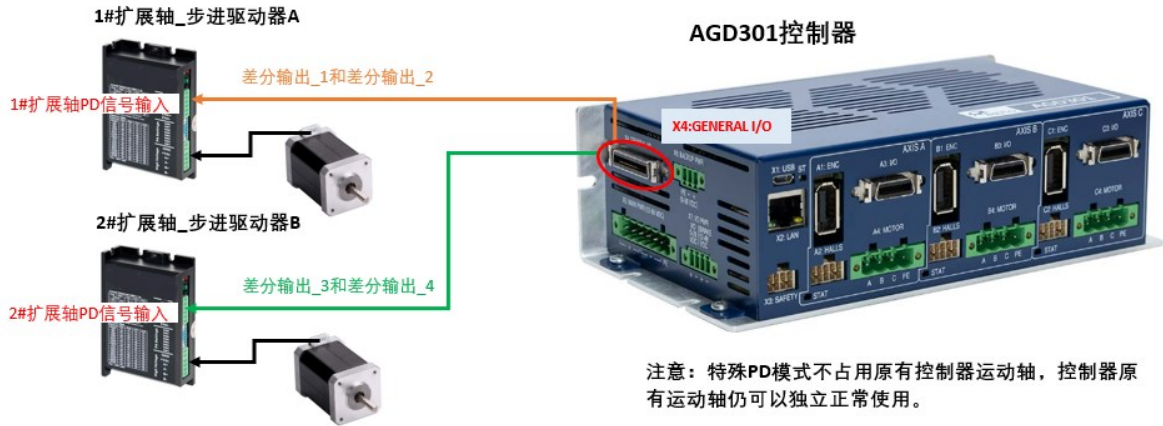 1#扩展轴_步进驱动器A
AGD301控制器
差分输出_1和差分输出_2
1#扩展轴PD信号输入
X4:GENERAL I/O
2#扩展轴_步进驱动器B
差分输出_3和差分输出_4
2#扩展轴PD信号输入
AGD301
AXIS A
AXIS B
AXIS C
X1: USB
ST
A1: ENC
A3: I/O
B1: ENC
B3: I/O
C1: ENC
C3: I/O
X2: LAN
A2: HALLS
A4: MOTOR
B2: HALLS
B4: MOTOR
C2: HALLS
C4: MOTOR
X3: SAFETY
STAT
A B C PE
STAT
A B C PE
STAT
A B C PE
注意：特殊PD模式不占用原有控制器运动轴，控制器原
有运动轴仍可以独立正常使用。